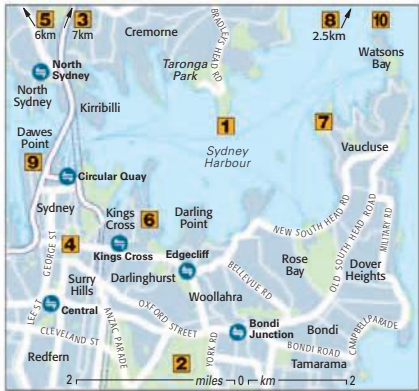 5
3
6km
7km
Cremorne
BRADLEYS HEAD RD
8
10
2.5km
Watsons
Bay
North
Sydney
Taronga
Park
North
Sydney
Kirribilli
1
7
Sydney
Harbour
Dawes
Point
Vaucluse
9
Circular Quay
Sydney
Kings
Cross
6
Darling
Point
NEW SOUTH HEAD RD
OLD SOUTH HEAD ROAD
MILITARY RD
4
GEORGE ST
Kings Cross
Edgecliff
Rose
Bay
Dover
Heights
Surry
Hills
Darlinghurst
BELLEVUE RD
Woollahra
LEE ST
Central
OXFORD STREET
ANZAC PARADE
CLEVELAND ST
YORK RD
Bondi
Junction
Bondi
CAMPBELL PARADE
BONDI ROAD
Redfern
2
Tamarama
2 miles 0 km 2